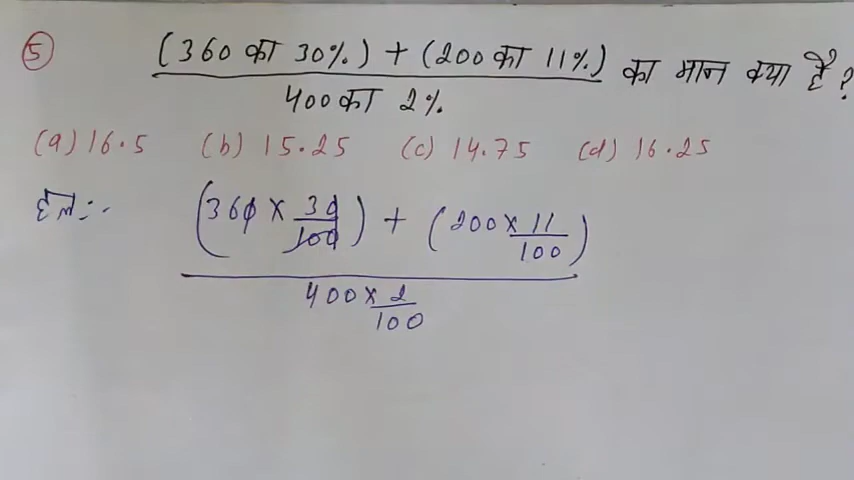 5 (360 का 30%) + (200 का 11%) का मान क्या है?
400 का 2%
(a) 16.5 (b) 15.25 (c) 14.75 (d) 16.25
हल:- (360 × 30/100) + (200 × 11/100)
400 × 2/100